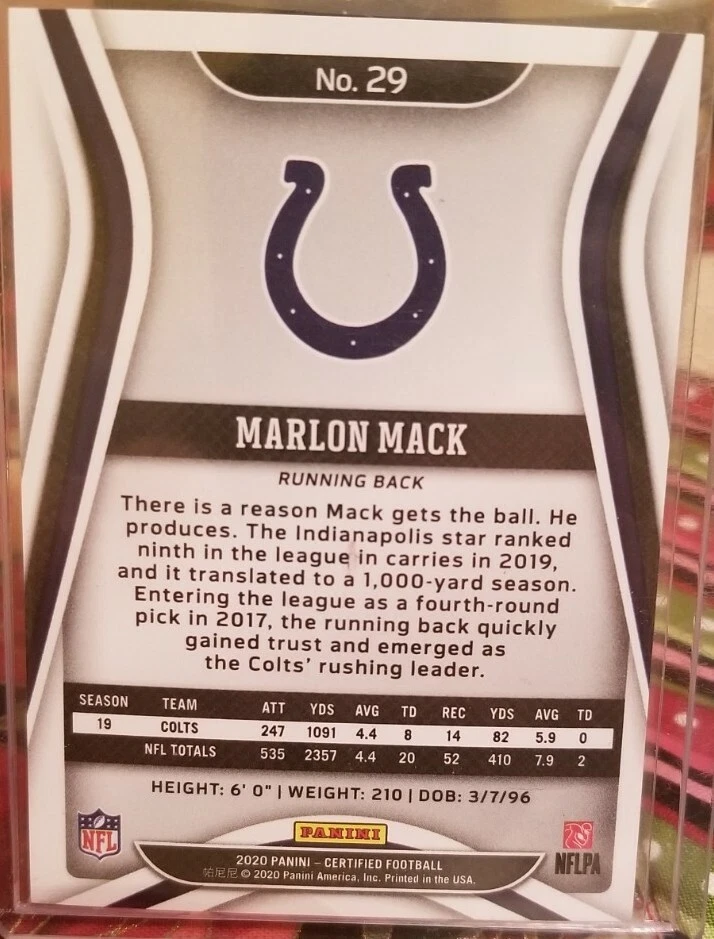 No. 29
MARLON MACK
RUNNING BACK
There is a reason Mack gets the ball. He
produces. The Indianapolis star ranked
ninth in the league in carries in 2019,
and it translated to a 1,000-yard season.
Entering the league as a fourth-round
pick in 2017, the running back quickly
gained trust and emerged as
the Colts' rushing leader.
SEASON TEAM ATT YDS AVG TD REC YDS AVG TD
19 COLTS 247 1091 4.4 8 14 82 5.9 0
NFL TOTALS 535 2357 4.4 20 52 410 7.9 2
HEIGHT: 6' 0" | WEIGHT: 210 | DOB: 3/7/96
NFL
PANINI
NFLPA
2020 PANINI – CERTIFIED FOOTBALL
帕尼尼 © 2020 Panini America, Inc. Printed in the USA.